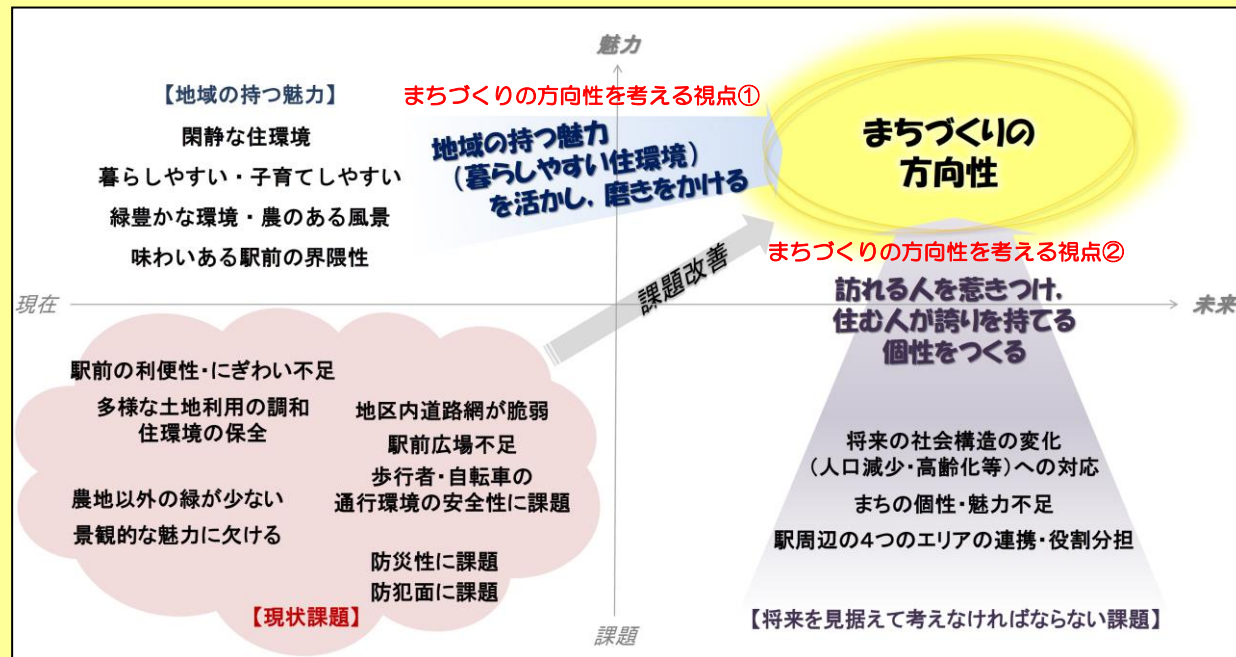 魅力
【地域の持つ魅力】
閑静な住環境
暮らしやすい・子育てしやすい
緑豊かな環境・農のある風景
味わいある駅前の界隈性
まちづくりの方向性を考える視点①
地域の持つ魅力
（暮らしやすい住環境）
を活かし，磨きをかける
まちづくりの
方向性
課題改善
まちづくりの方向性を考える視点②
訪れる人を惹きつけ，
住む人が誇りを持てる
個性をつくる
現在
未来
駅前の利便性・にぎわい不足
多様な土地利用の調和
住環境の保全
農地以外の緑が少ない
景観的な魅力に欠ける
地区内道路網が脆弱
駅前広場不足
歩行者・自転車の
通行環境の安全性に課題
防災性に課題
防犯面に課題
【現状課題】
将来の社会構造の変化
（人口減少・高齢化等）への対応
まちの個性・魅力不足
駅周辺の４つのエリアの連携・役割分担
【将来を見据えて考えなければならない課題】
課題